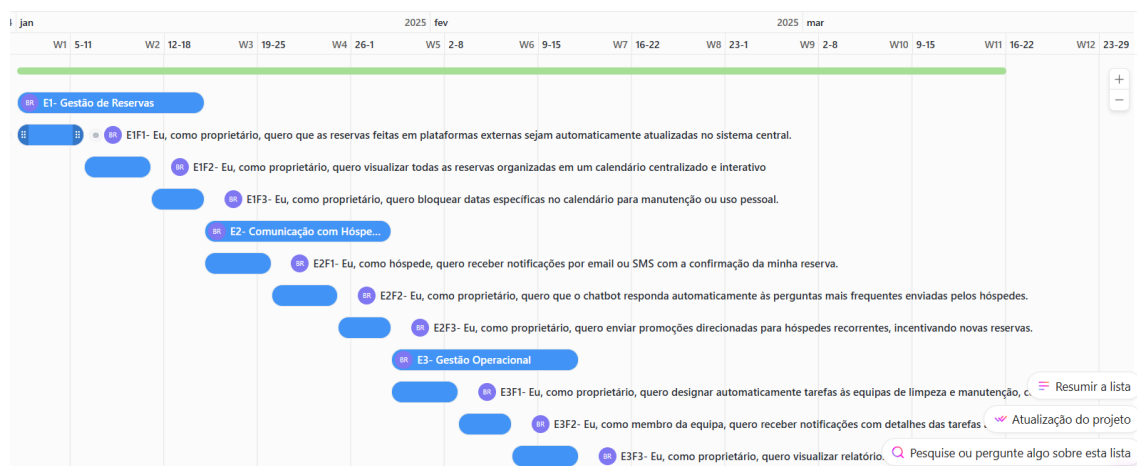 jan 2025 fev 2025 mar
W1 5-11 W2 12-18 W3 19-25 W4 26-1 W5 2-8 W6 9-15 W7 16-22 W8 23-1 W9 2-8 W10 9-15 W11 16-22 W12 23-29
+
BR E1- Gestão de Reservas
−
BR E1F1- Eu, como proprietário, quero que as reservas feitas em plataformas externas sejam automaticamente atualizadas no sistema central.
BR E1F2- Eu, como proprietário, quero visualizar todas as reservas organizadas em um calendário centralizado e interativo
BR E1F3- Eu, como proprietário, quero bloquear datas específicas no calendário para manutenção ou uso pessoal.
BR E2- Comunicação com Hóspe...
BR E2F1- Eu, como hóspede, quero receber notificações por email ou SMS com a confirmação da minha reserva.
BR E2F2- Eu, como proprietário, quero que o chatbot responda automaticamente às perguntas mais frequentes enviadas pelos hóspedes.
BR E2F3- Eu, como proprietário, quero enviar promoções direcionadas para hóspedes recorrentes, incentivando novas reservas.
BR E3- Gestão Operacional
BR E3F1- Eu, como proprietário, quero designar automaticamente tarefas às equipas de limpeza e manutenção,
Resumir a lista
BR E3F2- Eu, como membro da equipa, quero receber notificações com detalhes das tarefas
Atualização do projeto
BR E3F3- Eu, como proprietário, quero visualizar
Pesquise ou pergunte algo sobre esta lista